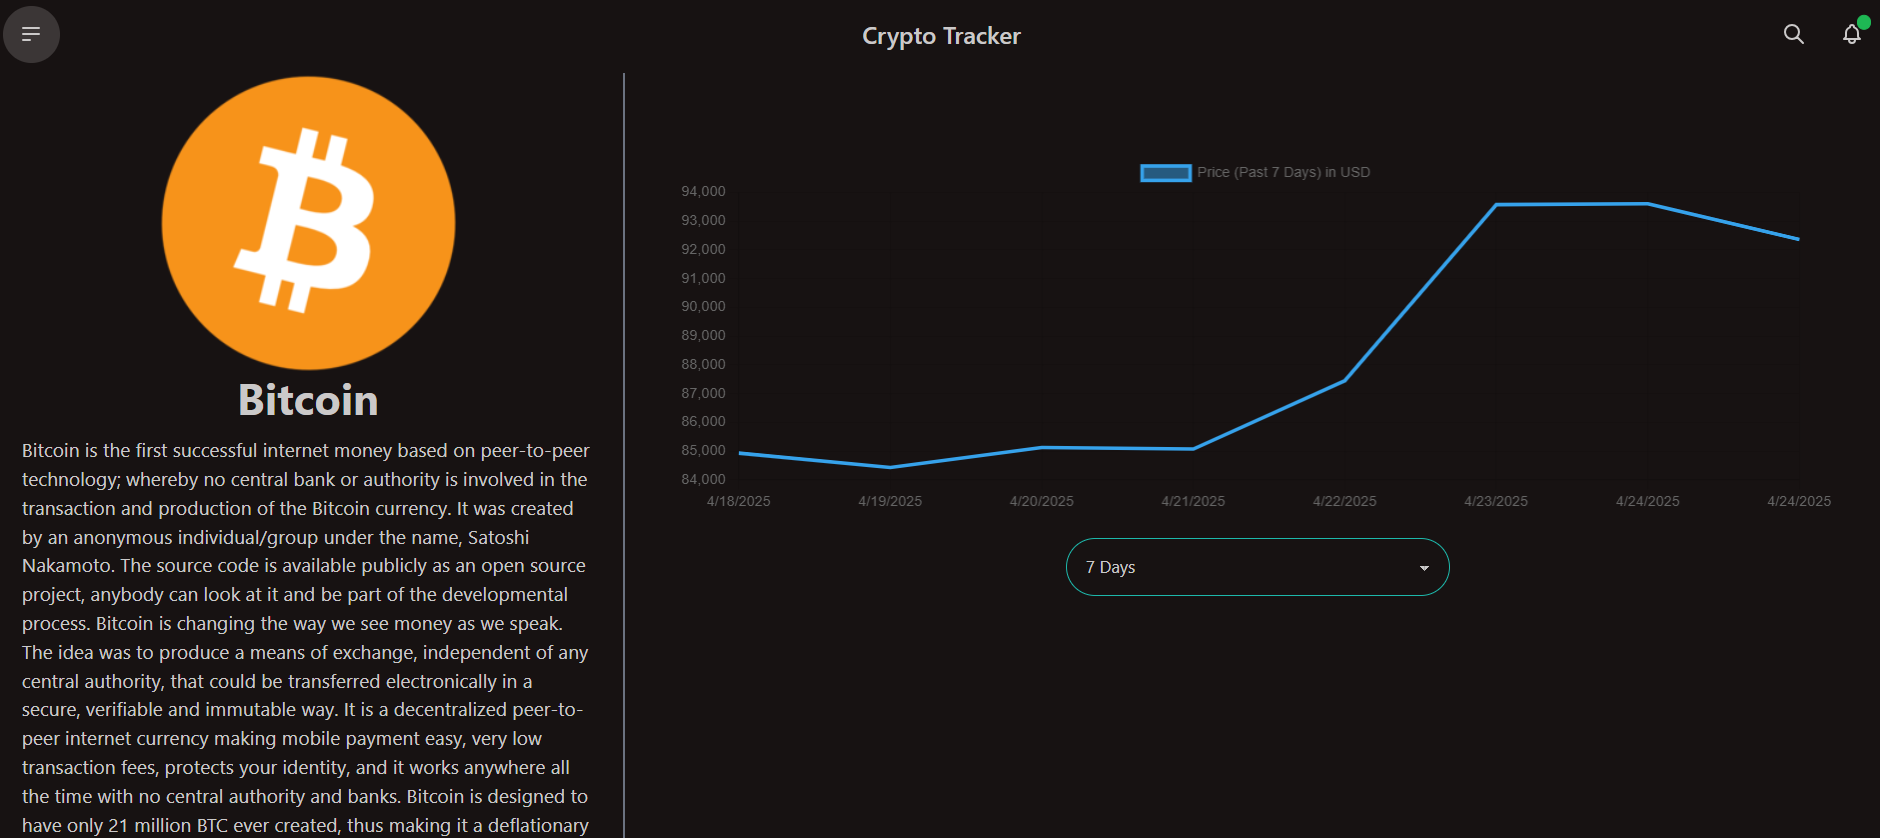 Crypto Tracker
Bitcoin
Bitcoin is the first successful internet money based on peer-to-peer
technology; whereby no central bank or authority is involved in the
transaction and production of the Bitcoin currency. It was created
by an anonymous individual/group under the name, Satoshi
Nakamoto. The source code is available publicly as an open source
project, anybody can look at it and be part of the developmental
process. Bitcoin is changing the way we see money as we speak.
The idea was to produce a means of exchange, independent of any
central authority, that could be transferred electronically in a
secure, verifiable and immutable way. It is a decentralized peer-to-
peer internet currency making mobile payment easy, very low
transaction fees, protects your identity, and it works anywhere all
the time with no central authority and banks. Bitcoin is designed to
have only 21 million BTC ever created, thus making it a deflationary
Price (Past 7 Days) in USD
94,000
93,000
92,000
91,000
90,000
89,000
88,000
87,000
86,000
85,000
84,000
4/18/2025 4/19/2025 4/20/2025 4/21/2025 4/22/2025 4/23/2025 4/24/2025 4/24/2025
7 Days